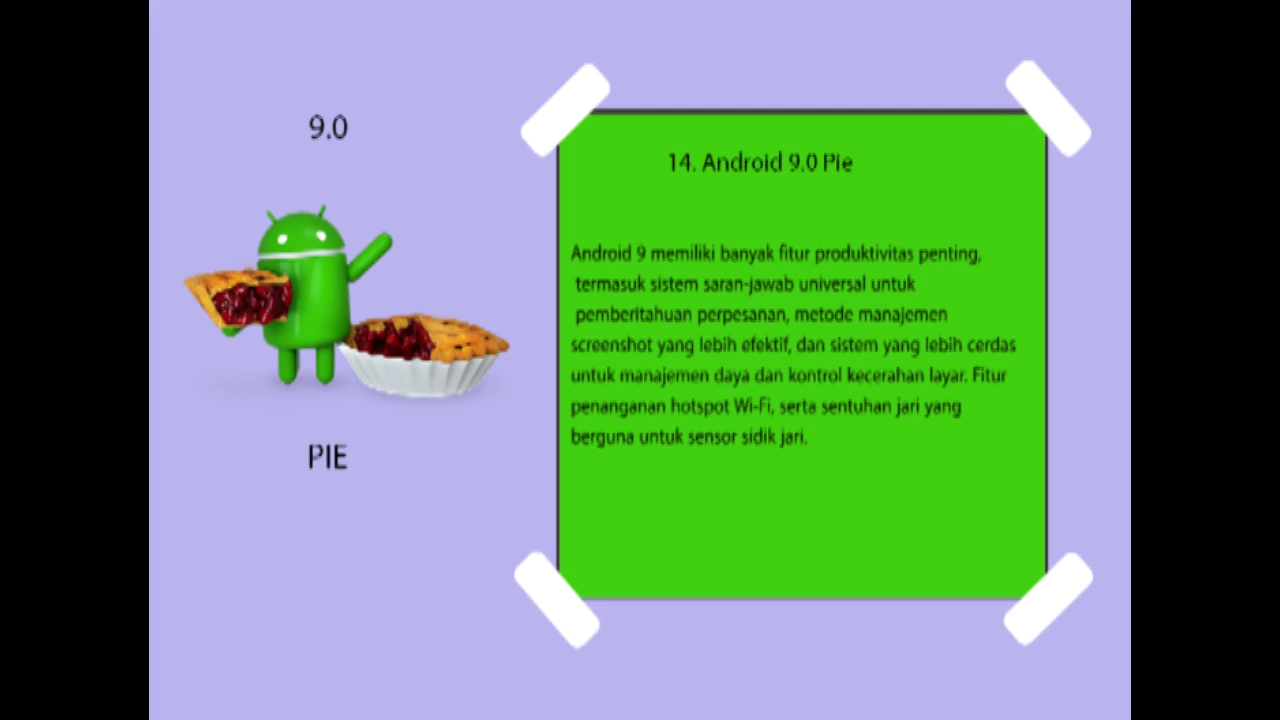 9.0
PIE
14. Android 9.0 Pie
Android 9 memiliki banyak fitur produktivitas penting,
termasuk sistem saran-jawab universal untuk
pemberitahuan perpesanan, metode manajemen
screenshot yang lebih efektif, dan sistem yang lebih cerdas
untuk manajemen daya dan kontrol kecerahan layar. Fitur
penanganan hotspot Wi-Fi, serta sentuhan jari yang
berguna untuk sensor sidik jari.